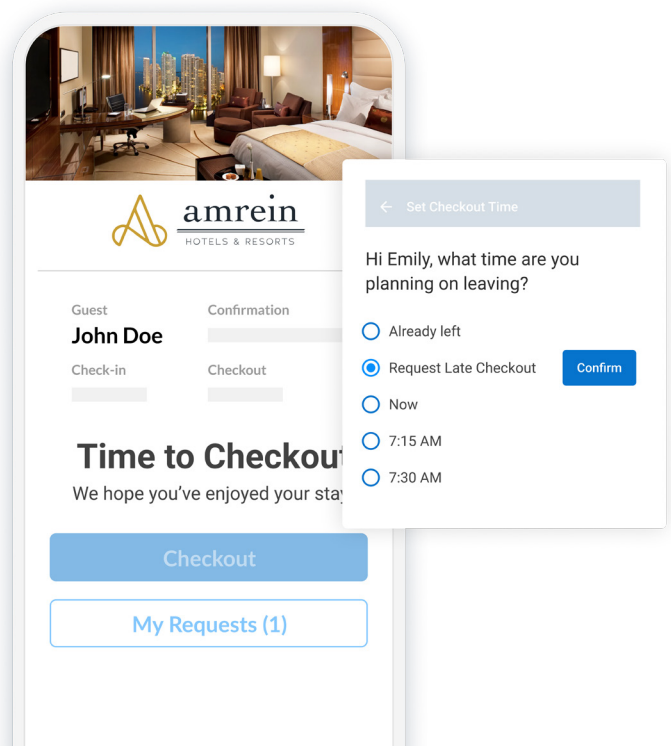 amrein
HOTELS & RESORTS
Guest
Confirmation
John Doe
Check-in
Checkout
Time to Checkout
We hope you've enjoyed your stay
Checkout
My Requests (1)
← Set Checkout Time
Hi Emily, what time are you
planning on leaving?
Already left
Request Late Checkout
Confirm
Now
7:15 AM
7:30 AM